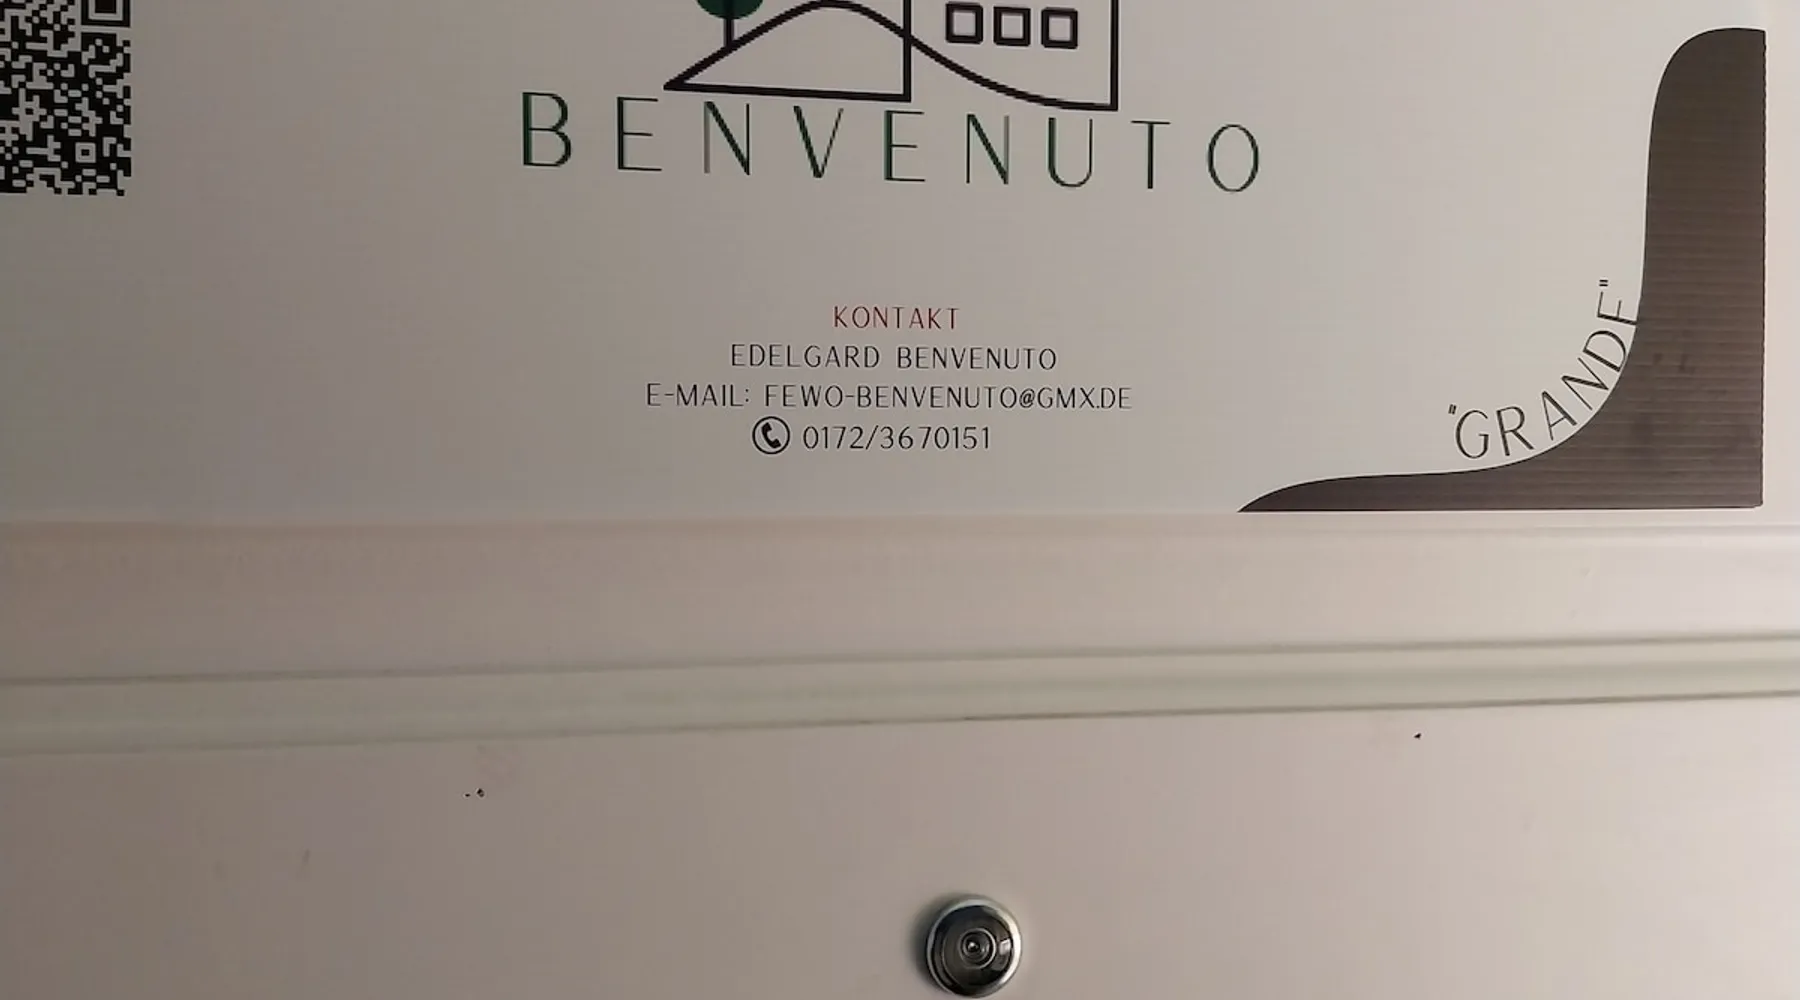 BENVENUTO
KONTAKT
EDELGARD BENVENUTO
E-MAIL: FEWO-BENVENUTO@GMX.DE
0172/3670151
"GRANDE"